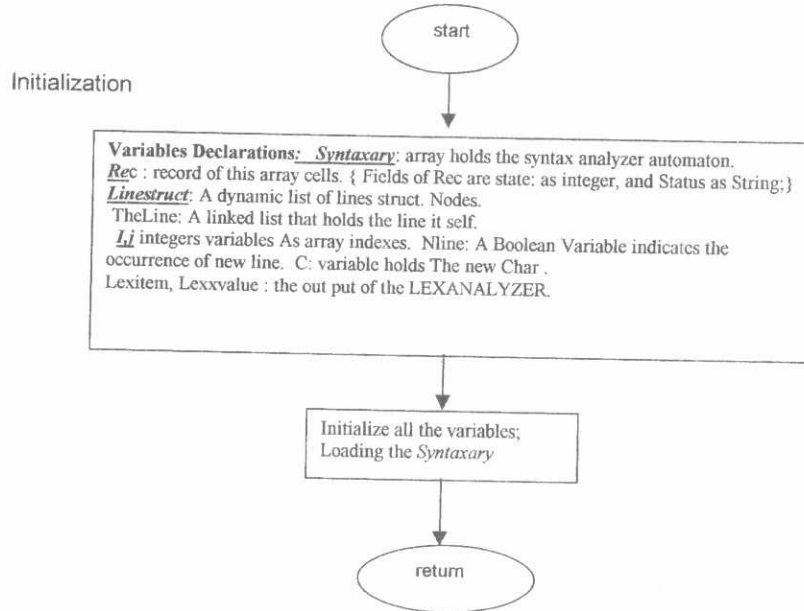 start
Initialization
Variables Declarations: Syntaxary: array holds the syntax analyzer automaton.
Rec : record of this array cells. { Fields of Rec are state: as integer, and Status as String;}
Linestruct: A dynamic list of lines struct. Nodes.
TheLine: A linked list that holds the line it self.
I,j integers variables As array indexes. Nline: A Boolean Variable indicates the
occurrence of new line. C: variable holds The new Char .
Lexitem, Lexxvalue : the out put of the LEXANALYZER.
Initialize all the variables;
Loading the Syntaxary
return